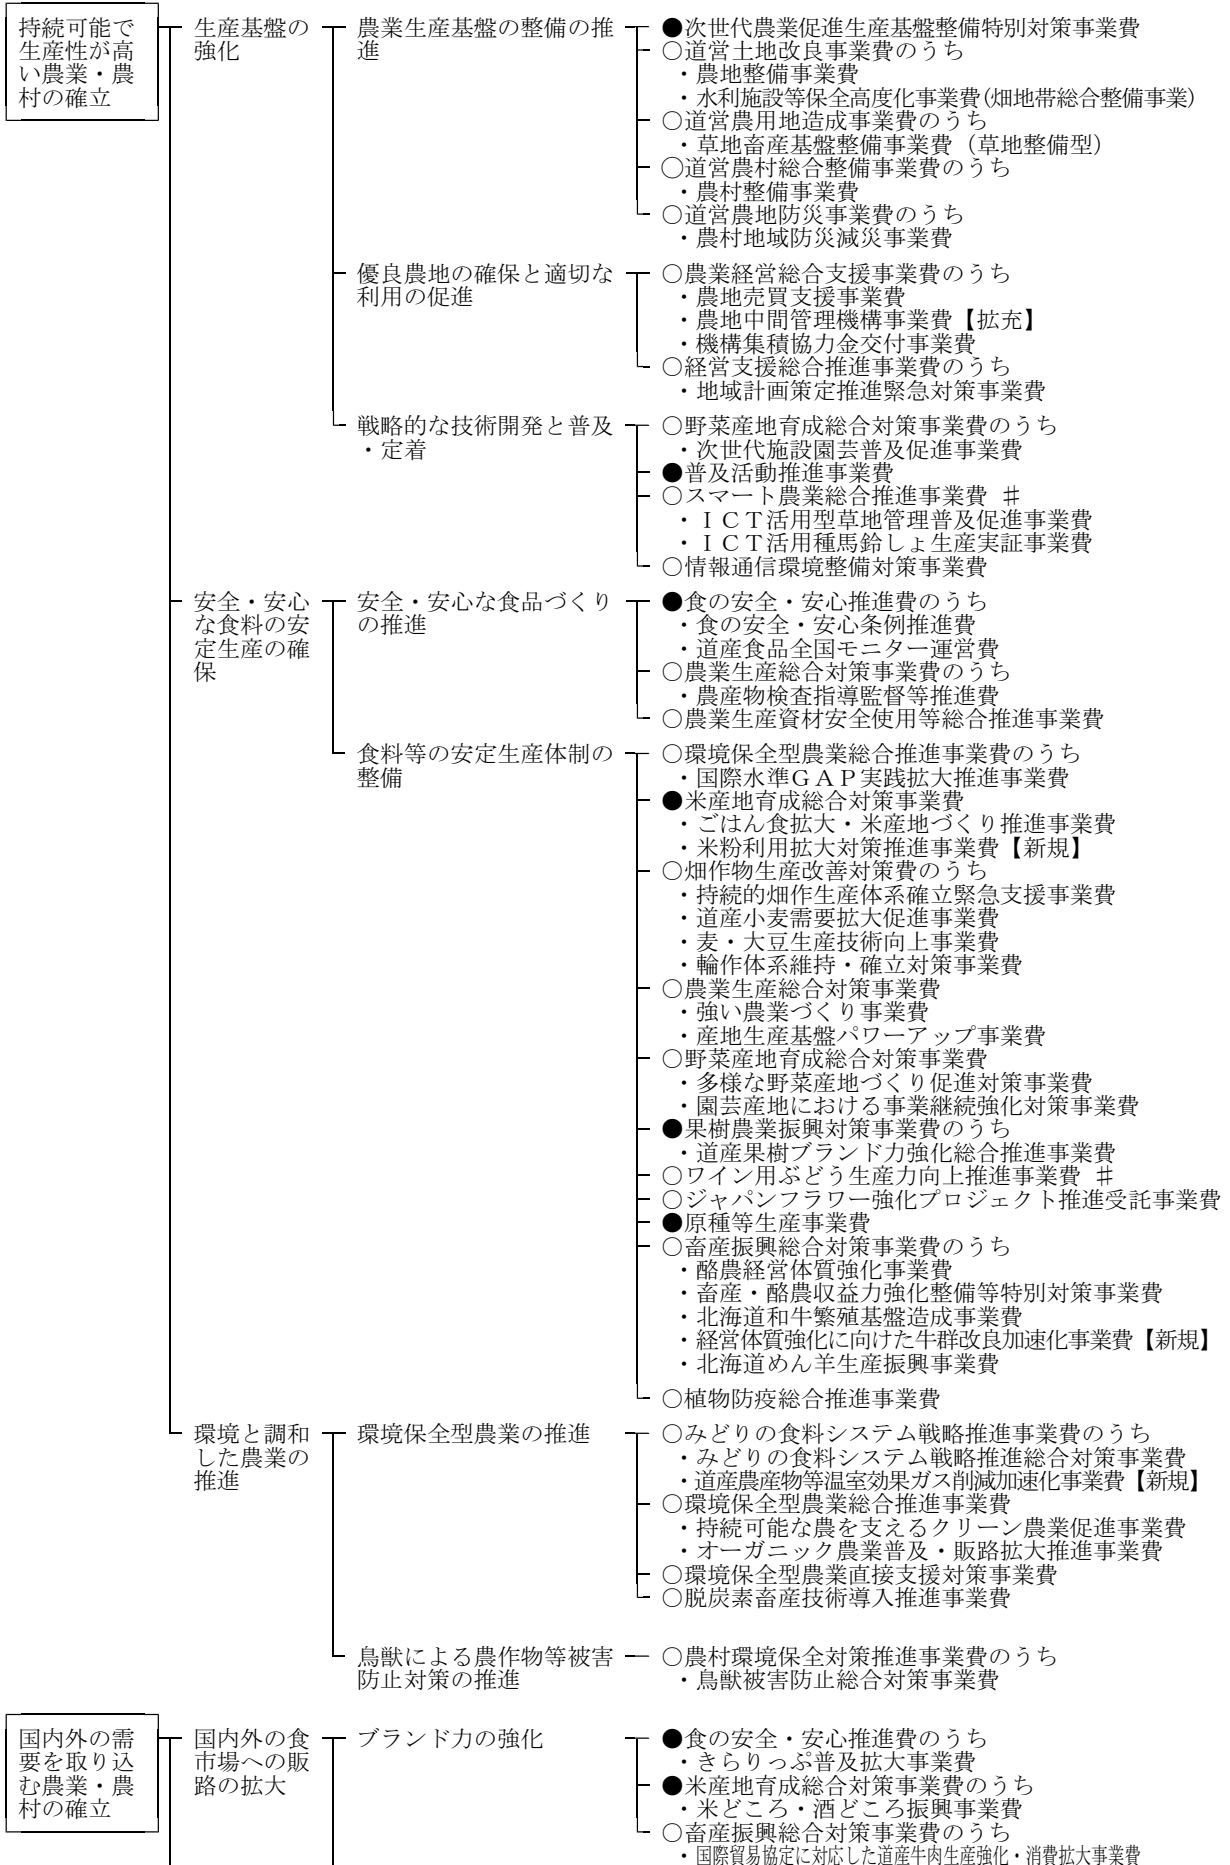 持続可能で
生産性が高
い農業・農
村の確立
生産基盤の
強化
農業生産基盤の整備の推
進
●次世代農業促進生産基盤整備特別対策事業費
○道営土地改良事業費のうち
・農地整備事業費
・水利施設等保全高度化事業費(畑地帯総合整備事業)
○道営農用地造成事業費のうち
・草地畜産基盤整備事業費（草地整備型）
○道営農村総合整備事業費のうち
・農村整備事業費
○道営農地防災事業費のうち
・農村地域防災減災事業費
優良農地の確保と適切な
利用の促進
○農業経営総合支援事業費のうち
・農地売買支援事業費
・農地中間管理機構事業費【拡充】
・機構集積協力金交付事業費
○経営支援総合推進事業費のうち
・地域計画策定推進緊急対策事業費
戦略的な技術開発と普及
・定着
○野菜産地育成総合対策事業費のうち
・次世代施設園芸普及促進事業費
●普及活動推進事業費
○スマート農業総合推進事業費 ♯
・ＩＣＴ活用型草地管理普及促進事業費
・ＩＣＴ活用種馬鈴しょ生産実証事業費
○情報通信環境整備対策事業費
安全・安心
な食料の安
定生産の確
保
安全・安心な食品づくり
の推進
●食の安全・安心推進費のうち
・食の安全・安心条例推進費
・道産食品全国モニター運営費
○農業生産総合対策事業費のうち
・農産物検査指導監督等推進費
○農業生産資材安全使用等総合推進事業費
食料等の安定生産体制の
整備
○環境保全型農業総合推進事業費のうち
・国際水準ＧＡＰ実践拡大推進事業費
●米産地育成総合対策事業費
・ごはん食拡大・米産地づくり推進事業費
・米粉利用拡大対策推進事業費【新規】
○畑作物生産改善対策費のうち
・持続的畑作生産体系確立緊急支援事業費
・道産小麦需要拡大促進事業費
・麦・大豆生産技術向上事業費
・輪作体系維持・確立対策事業費
○農業生産総合対策事業費
・強い農業づくり事業費
・産地生産基盤パワーアップ事業費
○野菜産地育成総合対策事業費
・多様な野菜産地づくり促進対策事業費
・園芸産地における事業継続強化対策事業費
●果樹農業振興対策事業費のうち
・道産果樹ブランド力強化総合推進事業費
○ワイン用ぶどう生産力向上推進事業費 ♯
○ジャパンフラワー強化プロジェクト推進受託事業費
●原種等生産事業費
○畜産振興総合対策事業費のうち
・酪農経営体質強化事業費
・畜産・酪農収益力強化整備等特別対策事業費
・北海道和牛繁殖基盤造成事業費
・経営体質強化に向けた牛群改良加速化事業費【新規】
・北海道めん羊生産振興事業費
○植物防疫総合推進事業費
環境と調和
した農業の
推進
環境保全型農業の推進
○みどりの食料システム戦略推進事業費のうち
・みどりの食料システム戦略推進総合対策事業費
・道産農産物等温室効果ガス削減加速化事業費【新規】
○環境保全型農業総合推進事業費
・持続可能な農を支えるクリーン農業促進事業費
・オーガニック農業普及・販路拡大推進事業費
○環境保全型農業直接支援対策事業費
○脱炭素畜産技術導入推進事業費
鳥獣による農作物等被害
防止対策の推進
○農村環境保全対策推進事業費のうち
・鳥獣被害防止総合対策事業費
国内外の需
要を取り込
む農業・農
村の確立
国内外の食
市場への販
路の拡大
ブランド力の強化
●食の安全・安心推進費のうち
・きらりっぷ普及拡大事業費
●米産地育成総合対策事業費のうち
・米どころ・酒どころ振興事業費
○畜産振興総合対策事業費のうち
・国際貿易協定に対応した道産牛肉生産強化・消費拡大事業費